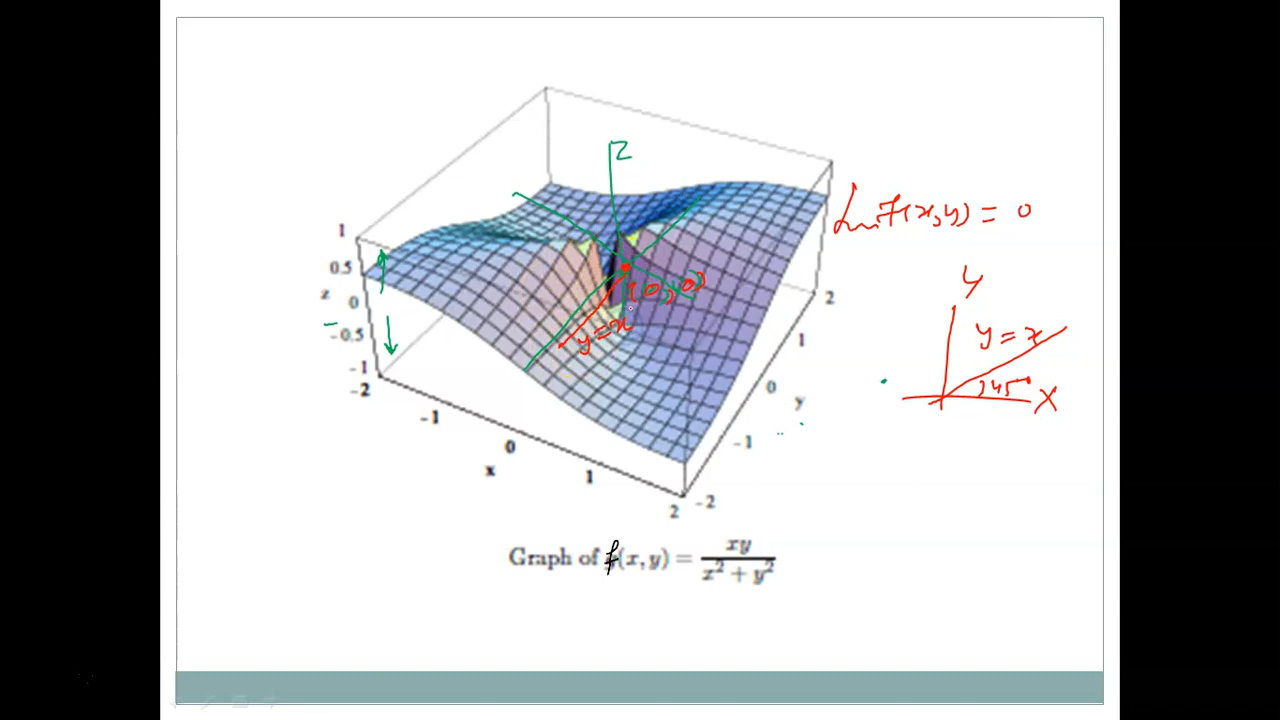 Z
1
0.5
z
0
-0.5
-1
-2
-1
0
x
1
2
-2
-1
0
y
1
2
(0,0)
y=x
Lim F(x,y) = 0
Y
y = x
45°
X
Graph of f(x, y) = xy / x² + y²